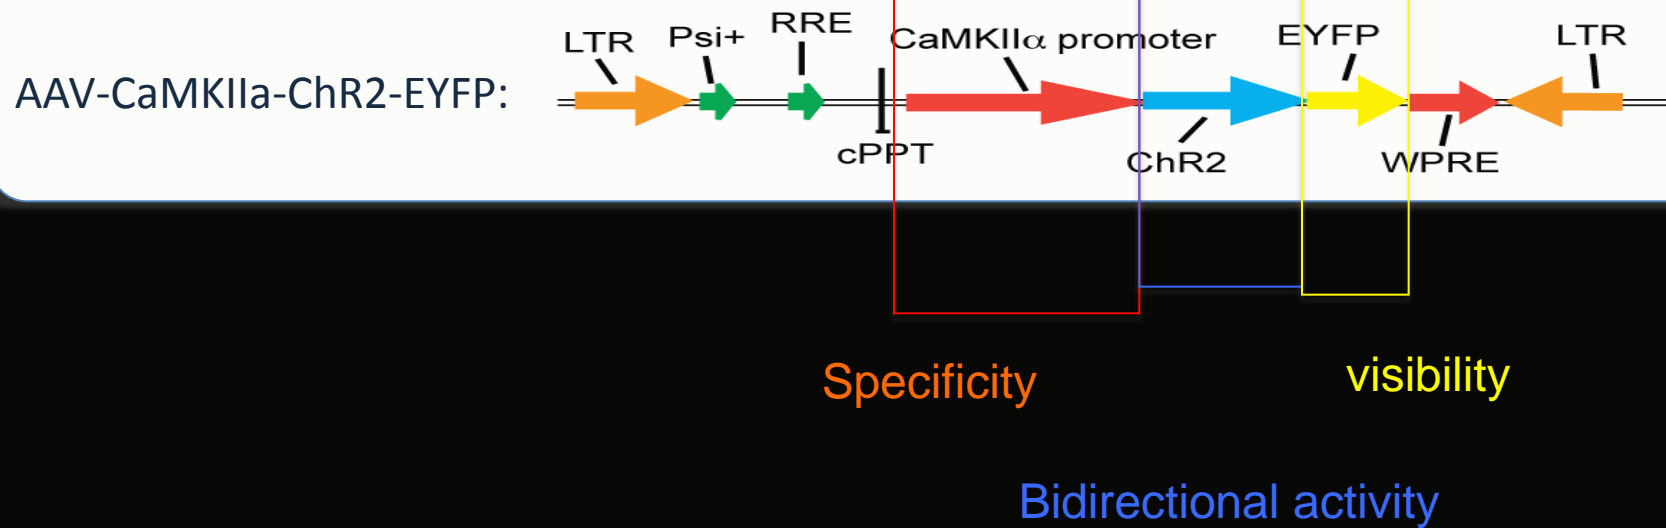 LTR
Psi+
RRE
CaMKIIα promoter
EYFP
LTR
AAV-CaMKIIa-ChR2-EYFP:
cPPT
ChR2
WPRE
Specificity
visibility
Bidirectional activity